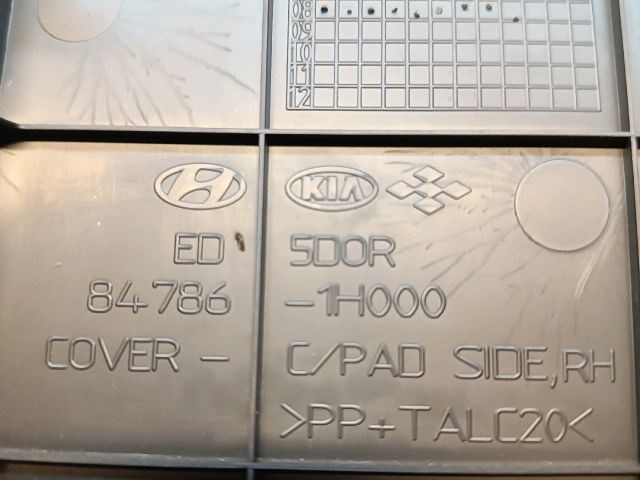 08
09
10
11
12
H KIA
ED 5DOR
84786 -1H000
COVER - C/PAD SIDE,RH
>PP+TALC20<